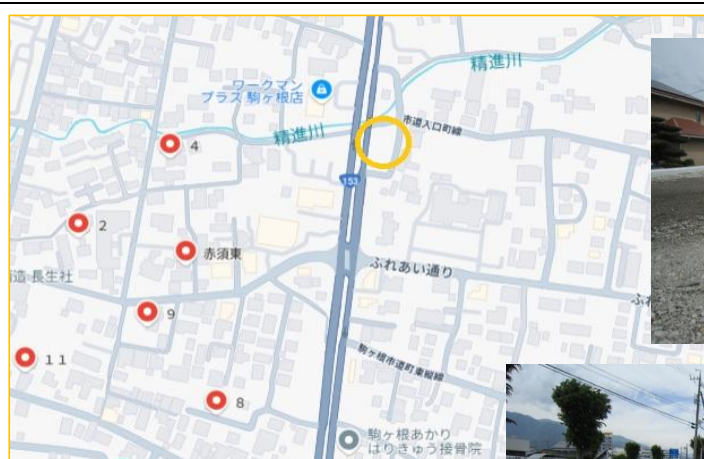 精進川
ワークマン
プラス 駒ヶ根店
市道入口町線
精進川
4
153
2
赤須東
ふれあい通り
造 長生社
ふれ
9
駒ヶ根市道町東縦線
11
8
駒ヶ根あかり
はりきゅう接骨院